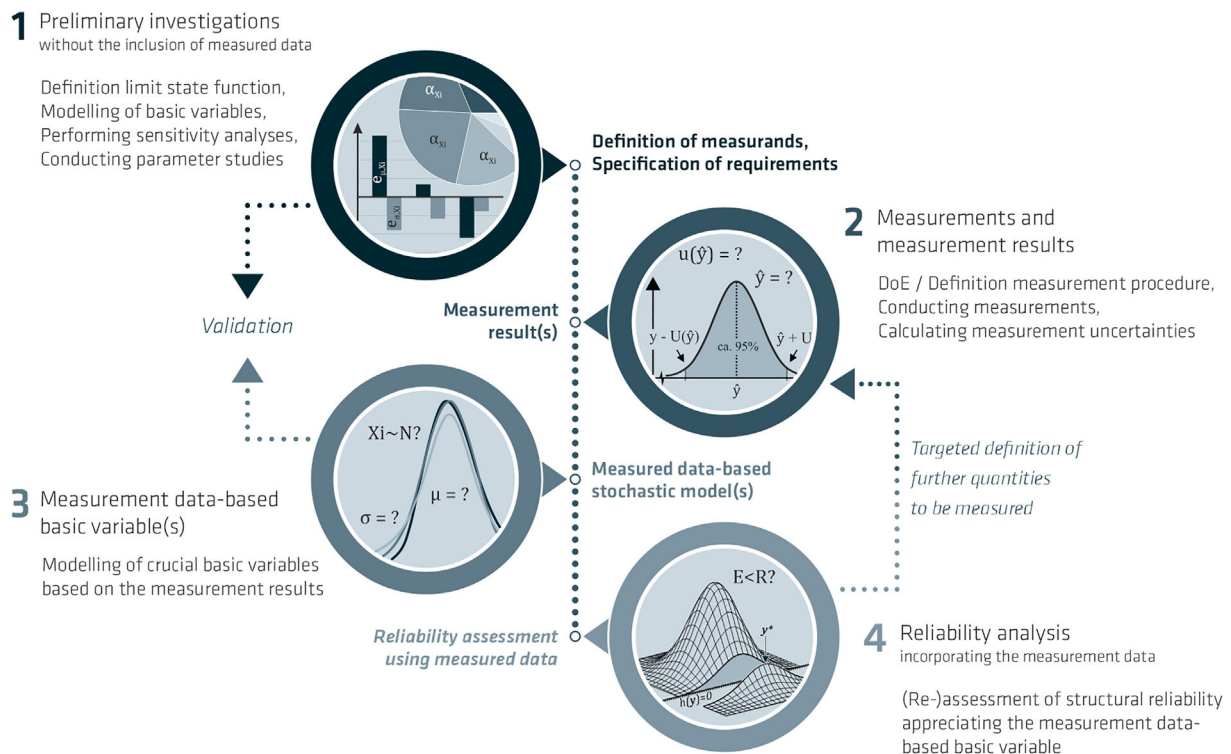 1 Preliminary investigations
without the inclusion of measured data
Definition limit state function,
Modelling of basic variables,
Performing sensitivity analyses,
Conducting parameter studies
αXi
αXi
αXi
eμ,Xi
eσ,Xi
Definition of measurands,
Specification of requirements
2 Measurements and
measurement results
DoE / Definition measurement procedure,
Conducting measurements,
Calculating measurement uncertainties
u(ŷ) = ?
ŷ = ?
y - U(ŷ)
ca. 95%
ŷ + U
ŷ
Measurement
result(s)
Validation
3 Measurement data-based
basic variable(s)
Modelling of crucial basic variables
based on the measurement results
Xi~N?
μ = ?
σ = ?
Measured data-based
stochastic model(s)
Targeted definition of
further quantities
to be measured
Reliability assessment
using measured data
E<R?
y*
h(y)=0
4 Reliability analysis
incorporating the measurement data
(Re-)assessment of structural reliability
appreciating the measurement data-
based basic variable